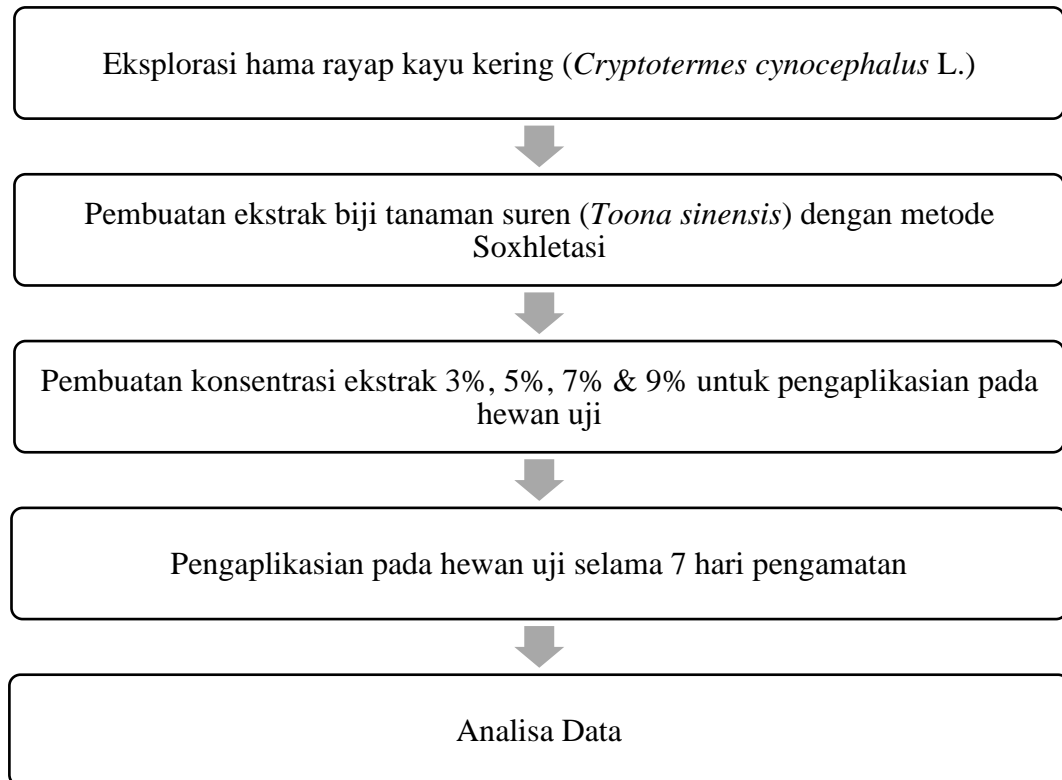 Eksplorasi hama rayap kayu kering (Cryptotermes cynocephalus L.)
Pembuatan ekstrak biji tanaman suren (Toona sinensis) dengan metode
Soxhletasi
Pembuatan konsentrasi ekstrak 3%, 5%, 7% & 9% untuk pengaplikasian pada
hewan uji
Pengaplikasian pada hewan uji selama 7 hari pengamatan
Analisa Data